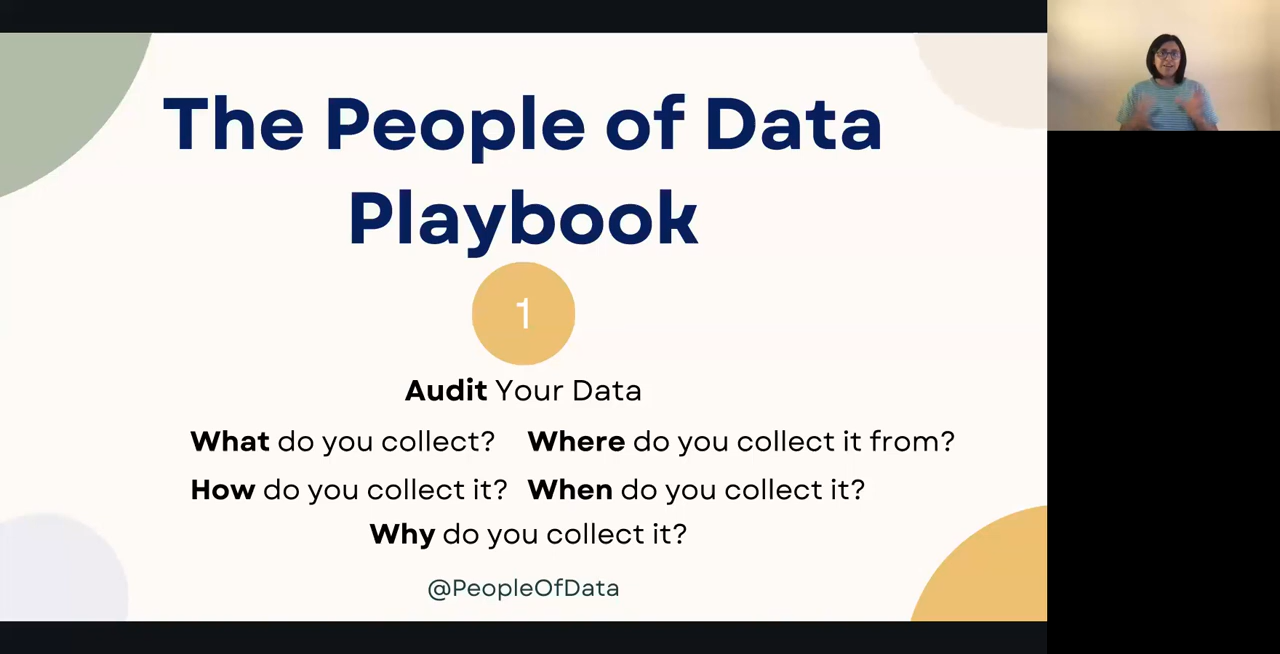 The People of Data
Playbook
1
Audit Your Data
What do you collect? Where do you collect it from?
How do you collect it? When do you collect it?
Why do you collect it?
@PeopleOfData